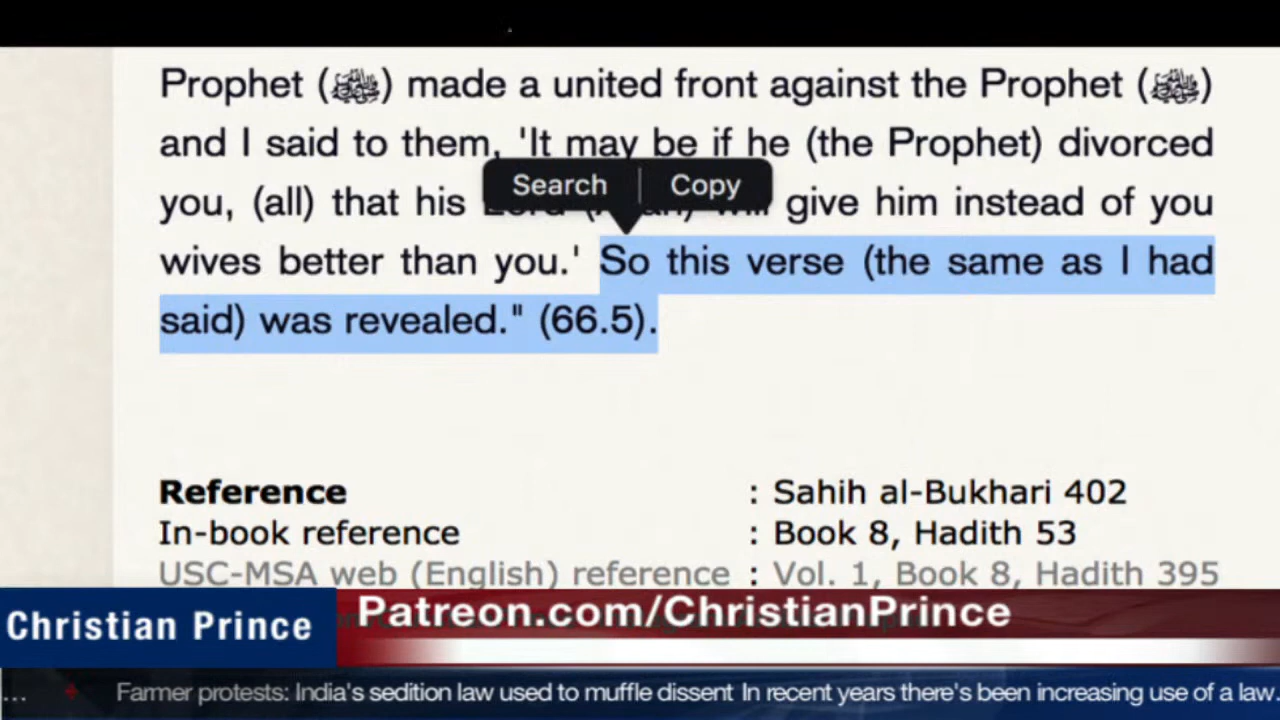 Prophet (ﷺ) made a united front against the Prophet (ﷺ)
and I said to them, 'It may be if he (the Prophet) divorced
Search Copy
you, (all) that his will give him instead of you
wives better than you.' So this verse (the same as I had
said) was revealed." (66.5).
Reference : Sahih al-Bukhari 402
In-book reference : Book 8, Hadith 53
USC-MSA web (English) reference : Vol. 1, Book 8, Hadith 395
Christian Prince
Patreon.com/ChristianPrince
... Farmer protests: India's sedition law used to muffle dissent In recent years there's been increasing use of a law.